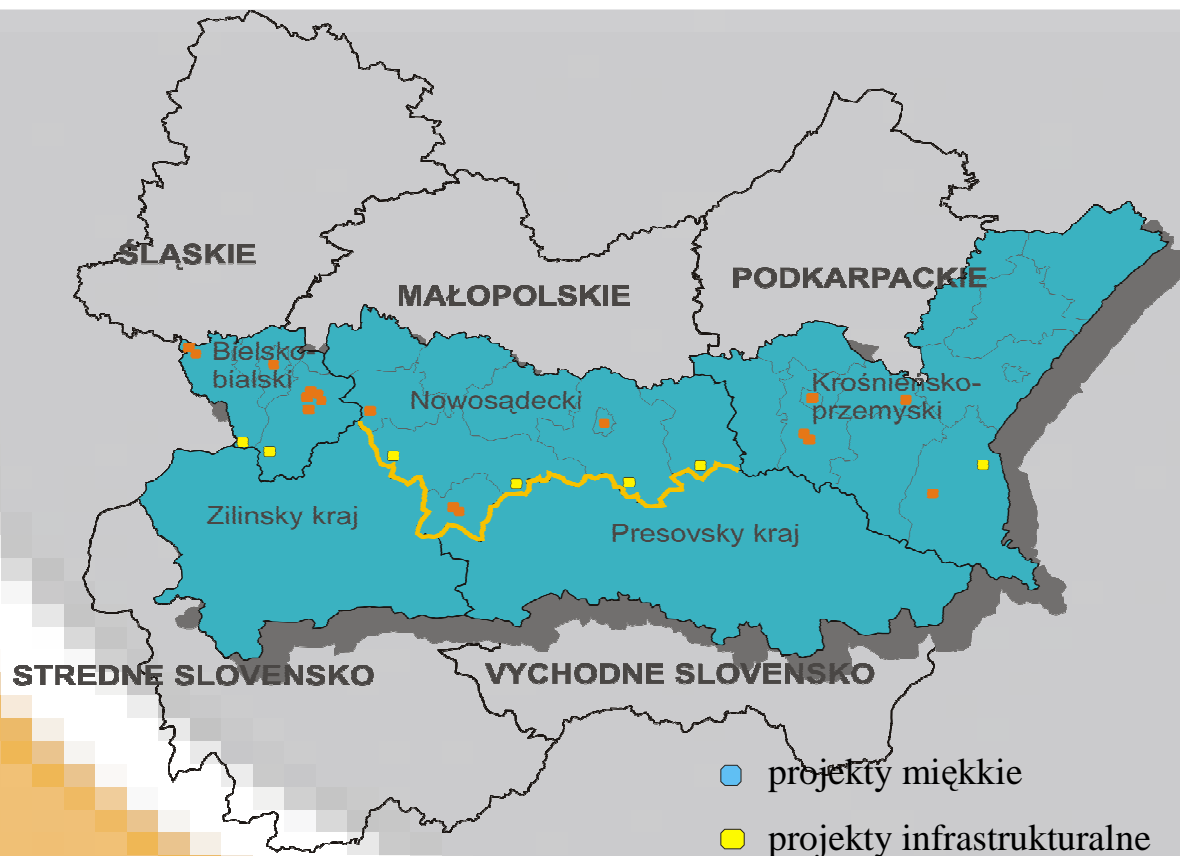 ŚLĄSKIE
MAŁOPOLSKIE
PODKARPACKIE
Bielsko-
bialski
Nowosądecki
Krośnieńsko-
przemyski
Zilinsky kraj
Presovsky kraj
STREDNE SLOVENSKO
VYCHODNE SLOVENSKO
projekty miękkie
projekty infrastrukturalne